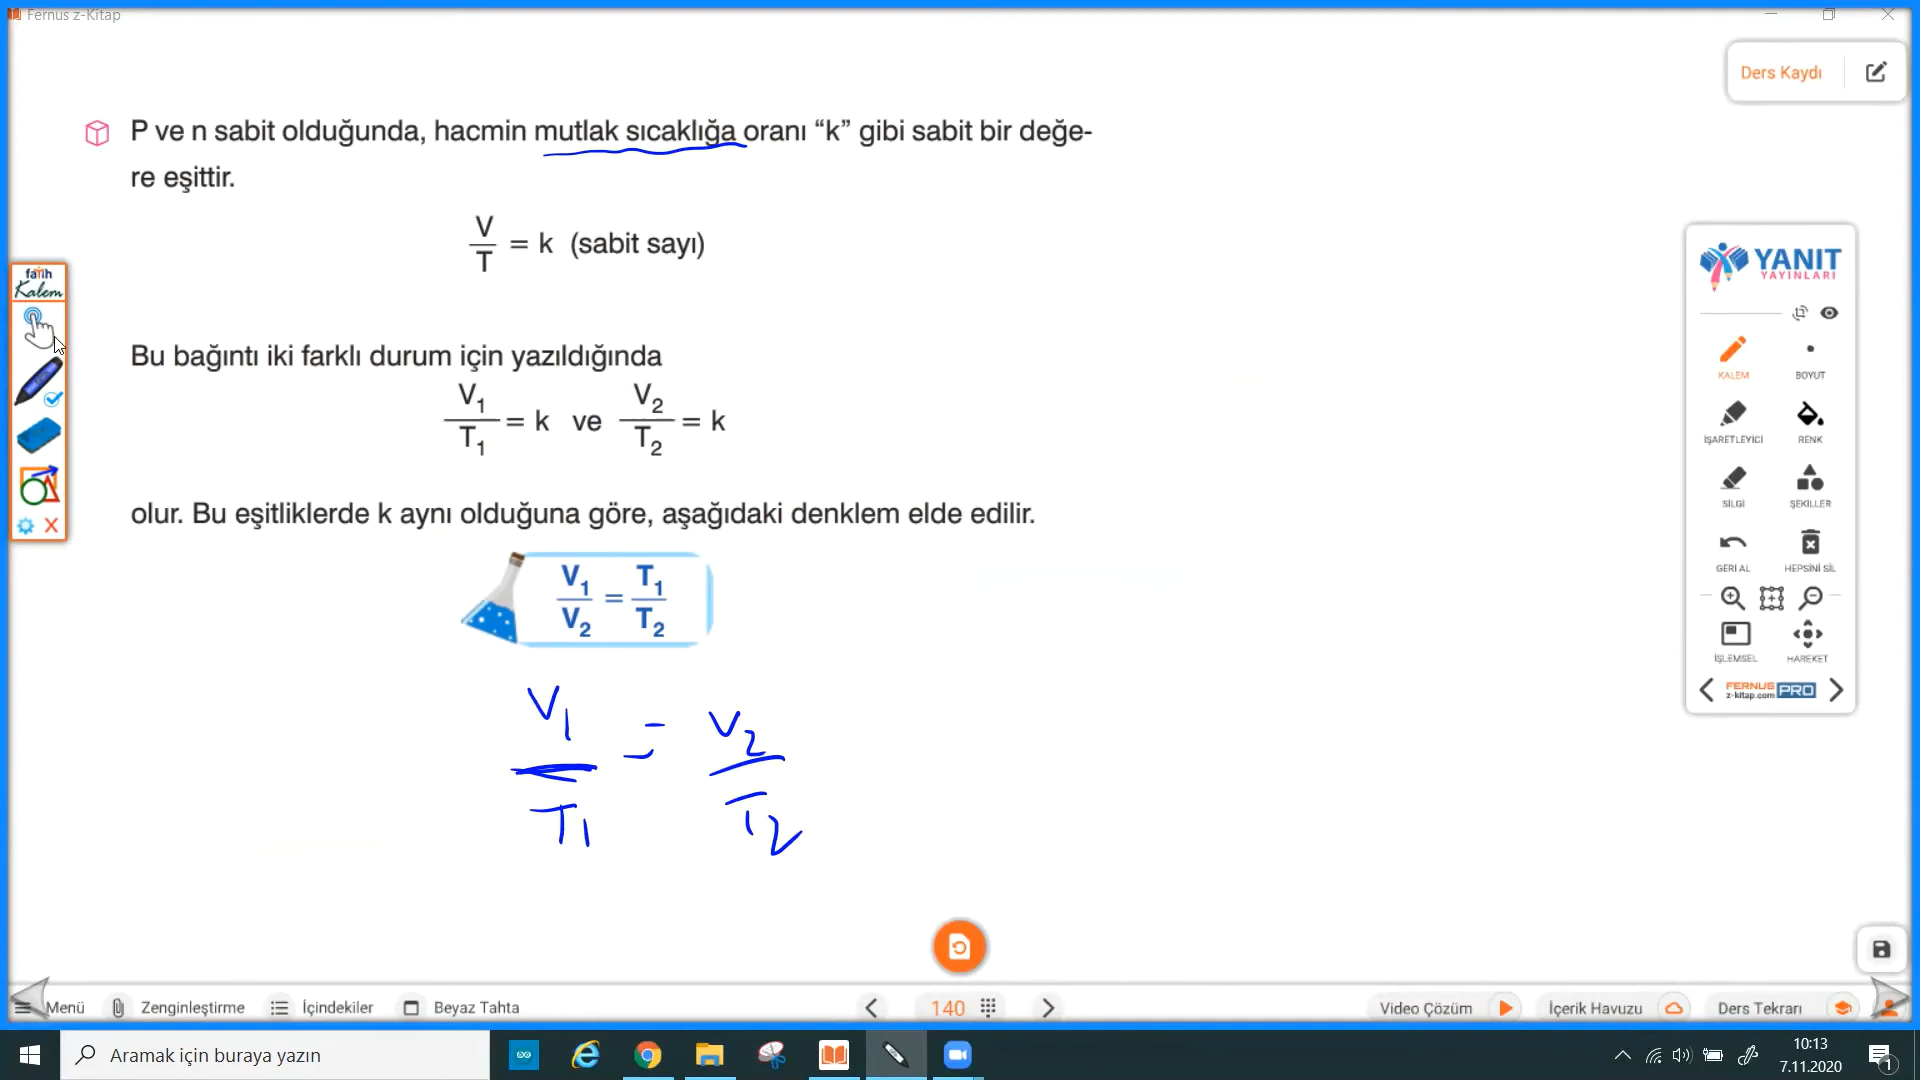 Fernus z-Kitap
Ders Kaydı
P ve n sabit olduğunda, hacmin mutlak sıcaklığa oranı “k” gibi sabit bir değe-
re eşittir.
V/T = k (sabit sayı)
Bu bağıntı iki farklı durum için yazıldığında
V₁/T₁ = k ve V₂/T₂ = k
olur. Bu eşitliklerde k aynı olduğuna göre, aşağıdaki denklem elde edilir.
V₁/V₂ = T₁/T₂
V₁/T₁ = V₂/T₂
fatih
Kalem
X
YANIT
YAYINLARI
KALEM
BOYUT
İŞARETLEYİCİ
RENK
SİLGİ
ŞEKİLLER
GERİ AL
HEPSİNİ SİL
İŞLEMSEL
HAREKET
FERNUS
z-kitap.com
PRO
Menü
Zenginleştirme
İçindekiler
Beyaz Tahta
140
Video Çözüm
İçerik Havuzu
Ders Tekrarı
Aramak için buraya yazın
10:13
7.11.2020
1